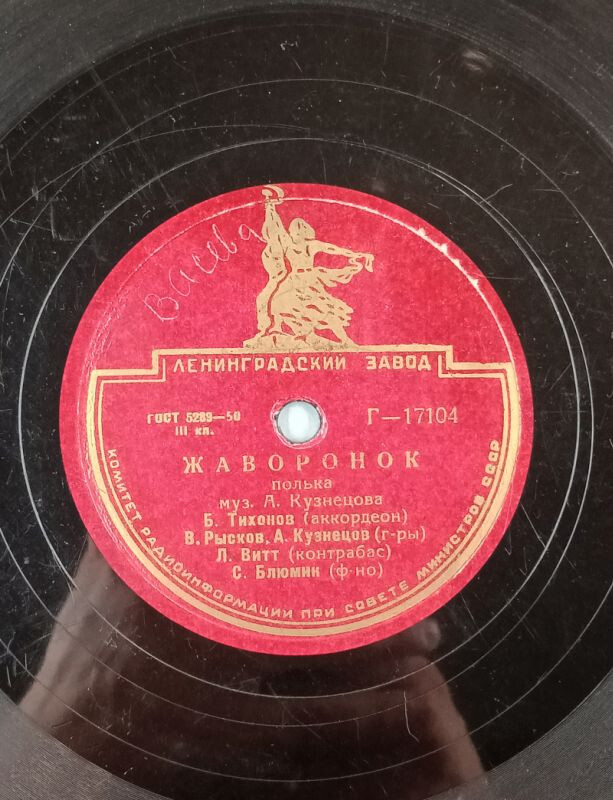 Васева
ЛЕНИНГРАДСКИЙ ЗАВОД
ГОСТ 5289—50
III кл.
Г—17104
ЖАВОРОНОК
полька
муз. А. Кузнецова
Б. Тихонов (аккордеон)
В. Рысков, А. Кузнецов (г-ры)
Л. Витт (контрабас)
С. Блюмин (ф-но)
КОМИТЕТ РАДИОИНФОРМАЦИИ ПРИ СОВЕТЕ МИНИСТРОВ СССР